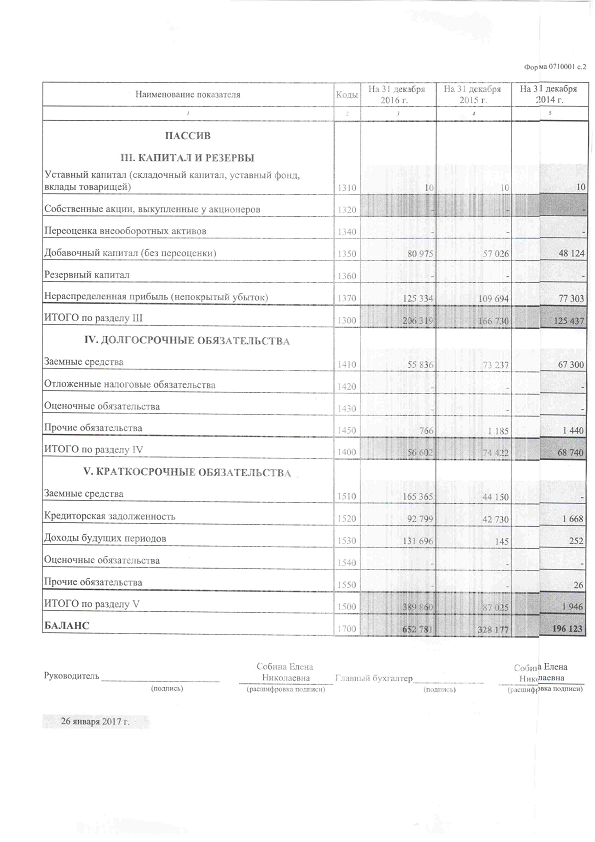 Форма 0710001 с.2
Наименование показателя Коды На 31 декабря 2016 г. На 31 декабря 2015 г. На 31 декабря 2014 г.
1 2 3 4 5
ПАССИВ
III. КАПИТАЛ И РЕЗЕРВЫ
Уставный капитал (складочный капитал, уставный фонд,
вклады товарищей) 1310 10 10 10
Собственные акции, выкупленные у акционеров 1320 - - -
Переоценка внеооборотных активов 1340 - - -
Добавочный капитал (без переоценки) 1350 80 975 57 026 48 124
Резервный капитал 1360 - - -
Нераспределенная прибыль (непокрытый убыток) 1370 125 334 109 694 77 303
ИТОГО по разделу III 1300 206 319 166 730 125 437
IV. ДОЛГОСРОЧНЫЕ ОБЯЗАТЕЛЬСТВА
Заемные средства 1410 55 836 73 237 67 300
Отложенные налоговые обязательства 1420 - - -
Оценочные обязательства 1430 - - -
Прочие обязательства 1450 766 1 185 1 440
ИТОГО по разделу IV 1400 56 602 74 422 68 740
V. КРАТКОСРОЧНЫЕ ОБЯЗАТЕЛЬСТВА
Заемные средства 1510 165 365 44 150 -
Кредиторская задолженность 1520 92 799 42 730 1 668
Доходы будущих периодов 1530 131 696 145 252
Оценочные обязательства 1540 - - -
Прочие обязательства 1550 - - 26
ИТОГО по разделу V 1500 389 860 87 025 1 946
БАЛАНС 1700 652 781 328 177 196 123
Собина Елена Собина Елена
Руководитель Николаевна Главный бухгалтер Николаевна
(подпись) (расшифровка подписи) (подпись) (расшифровка подписи)
26 января 2017 г.